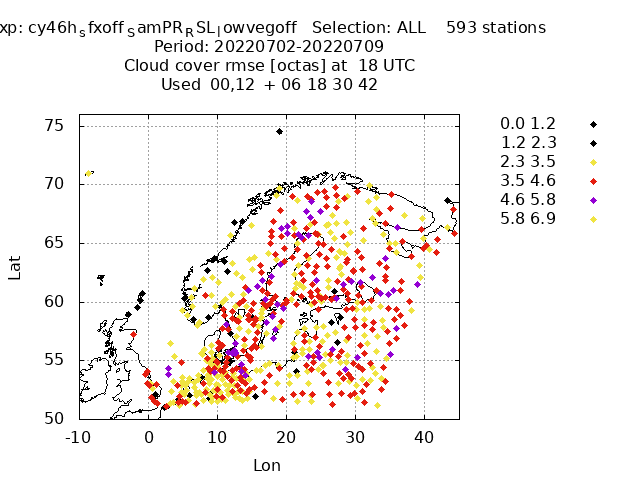 xp: cy46h_sfxoff_samPR_RSL_lowvegoff Selection: ALL 593 stations
Period: 20220702-20220709
Cloud cover rmse [octas] at 18 UTC
Used 00,12 + 06 18 30 42
75
70
65
60
55
50
-10 0 10 20 30 40
Lat
Lon
0.0 1.2
1.2 2.3
2.3 3.5
3.5 4.6
4.6 5.8
5.8 6.9